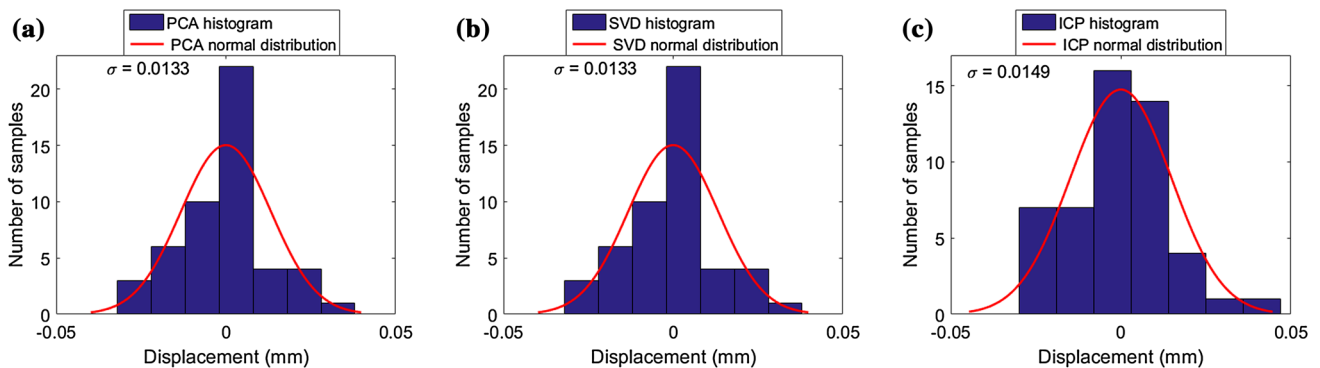 (a)
PCA histogram
PCA normal distribution
σ = 0.0133
Number of samples
20
15
10
5
0
-0.05
0
0.05
Displacement (mm)
(b)
SVD histogram
SVD normal distribution
σ = 0.0133
Number of samples
20
15
10
5
0
-0.05
0
0.05
Displacement (mm)
(c)
ICP histogram
ICP normal distribution
σ = 0.0149
Number of samples
15
10
5
0
-0.05
0
0.05
Displacement (mm)